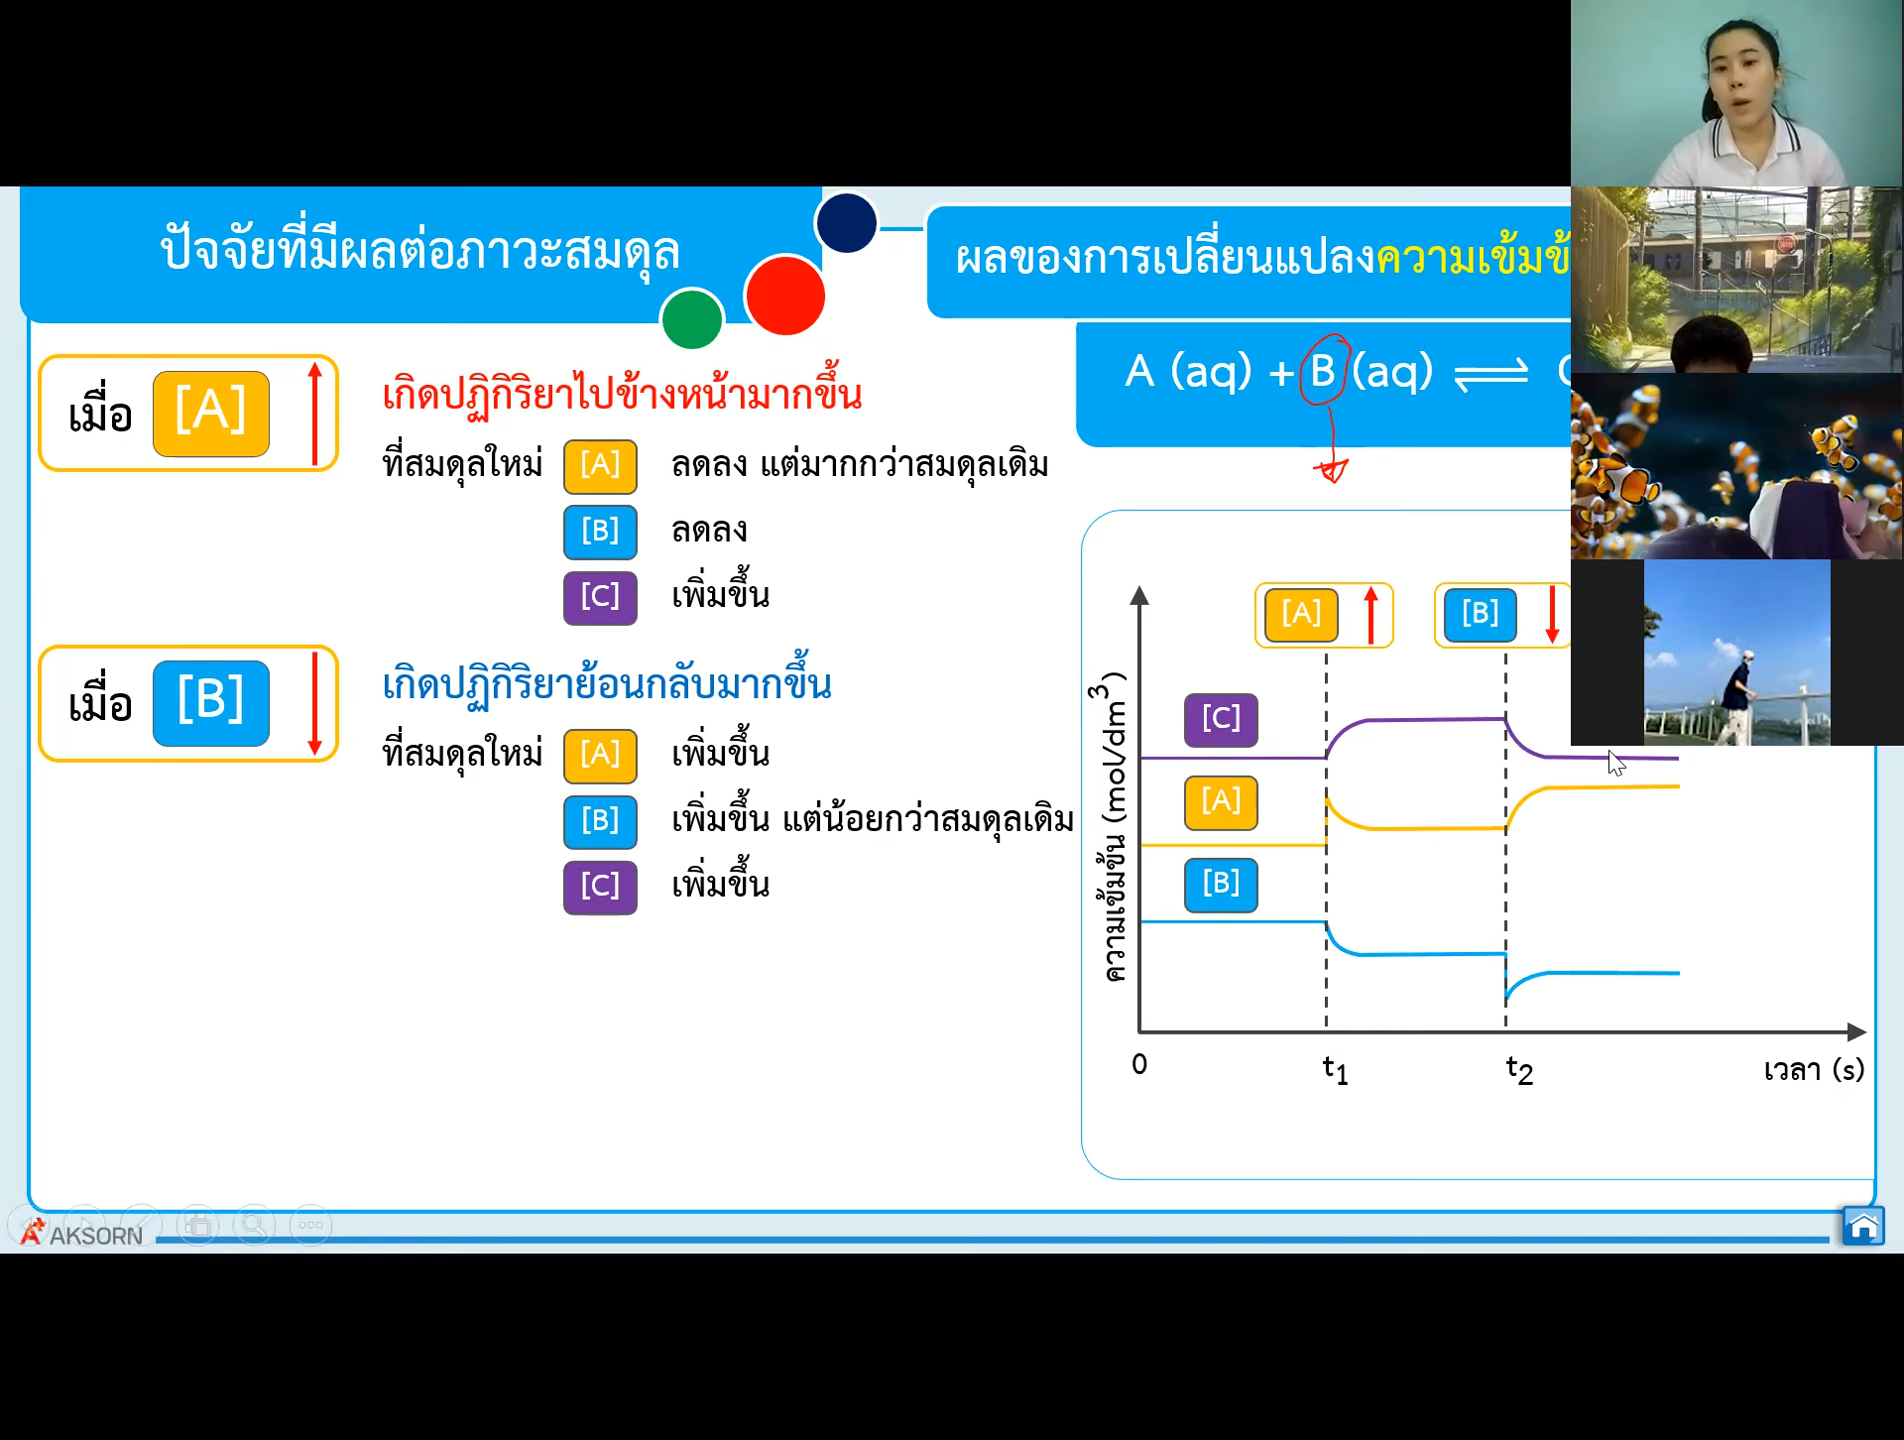 ปัจจัยที่มีผลต่อภาวะสมดุล
ผลของการเปลี่ยนแปลงความเข้มข้
A (aq) + B (aq) ⇌
เมื่อ [A]
เกิดปฏิกิริยาไปข้างหน้ามากขึ้น
ที่สมดุลใหม่ [A] ลดลง แต่มากกว่าสมดุลเดิม
[B] ลดลง
[C] เพิ่มขึ้น
เมื่อ [B]
เกิดปฏิกิริยาย้อนกลับมากขึ้น
ที่สมดุลใหม่ [A] เพิ่มขึ้น
[B] เพิ่มขึ้น แต่น้อยกว่าสมดุลเดิม
[C] เพิ่มขึ้น
[A] [B]
ความเข้มข้น (mol/dm³)
[C]
[A]
[B]
0 t₁ t₂ เวลา (s)
AKSORN